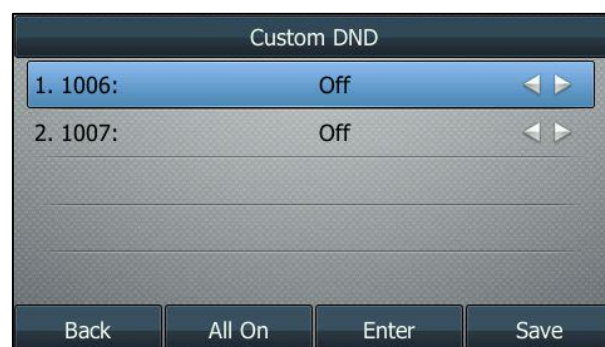 Custom DND
1. 1006: Off
2. 1007: Off
Back All On Enter Save